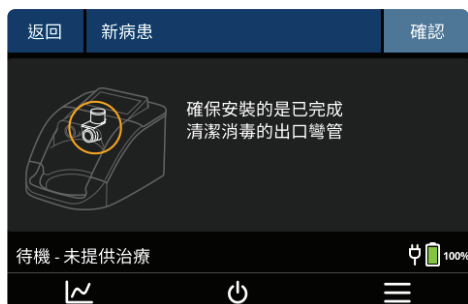 返回 新病患 確認
確保安裝的是已完成
清潔消毒的出口彎管
待機 - 未提供治療 100%